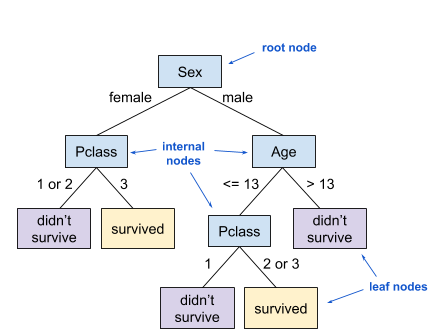 root node
Sex
female
male
Pclass
internal
nodes
Age
1 or 2
3
<= 13
> 13
didn't
survive
survived
Pclass
didn't
survive
1
2 or 3
leaf nodes
didn't
survive
survived